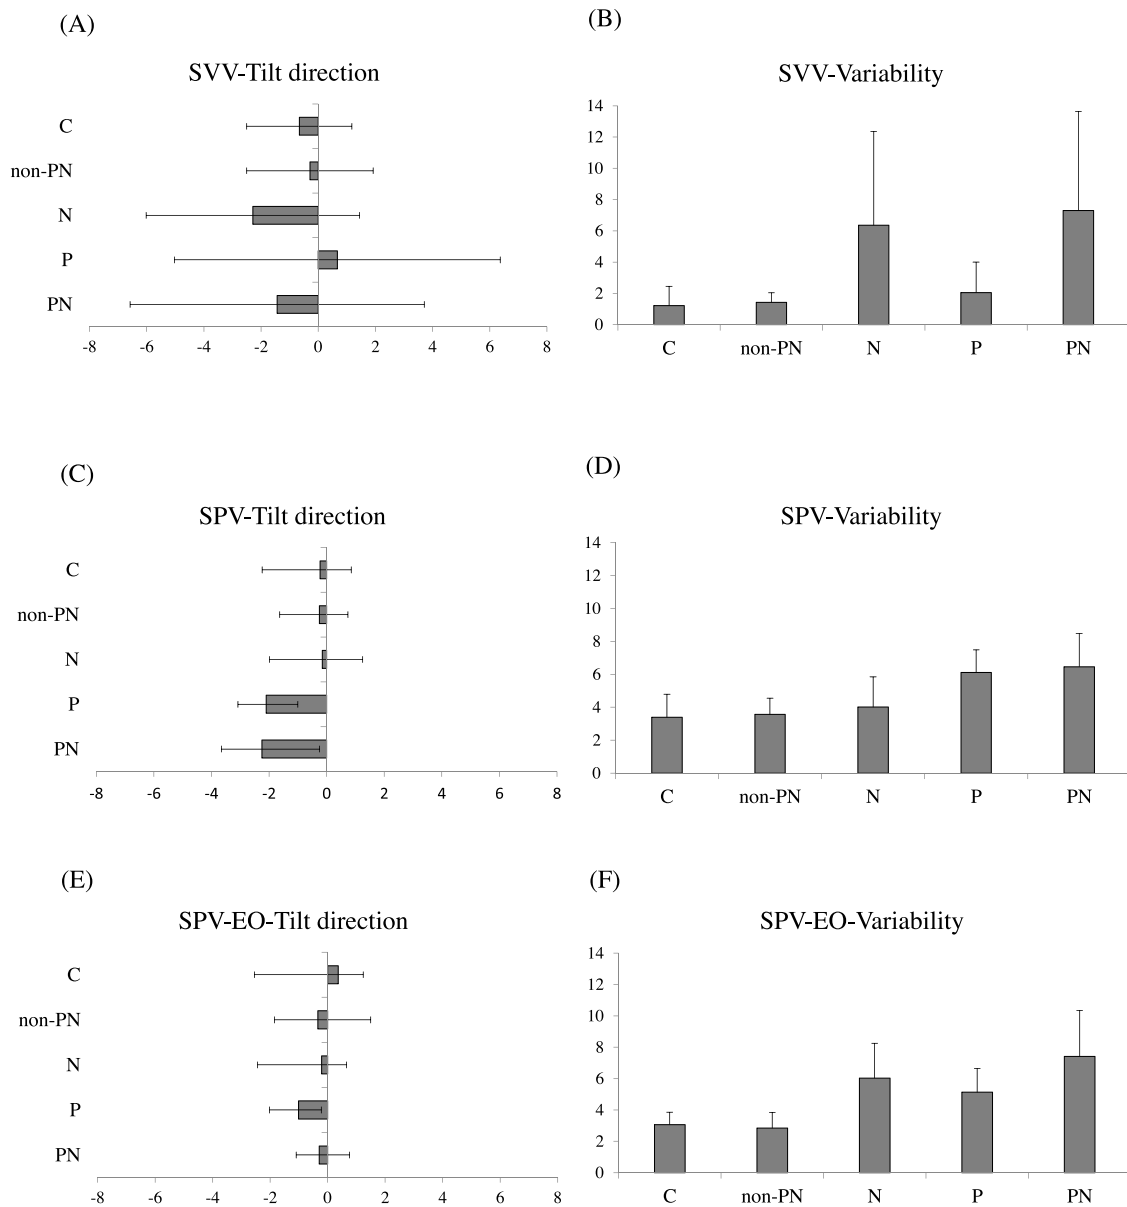 (A)
SVV-Tilt direction
C
non-PN
N
P
PN
-8 -6 -4 -2 0 2 4 6 8
(B)
SVV-Variability
14
12
10
8
6
4
2
0
C non-PN N P PN
(C)
SPV-Tilt direction
C
non-PN
N
P
PN
-8 -6 -4 -2 0 2 4 6 8
(D)
SPV-Variability
14
12
10
8
6
4
2
0
C non-PN N P PN
(E)
SPV-EO-Tilt direction
C
non-PN
N
P
PN
-8 -6 -4 -2 0 2 4 6 8
(F)
SPV-EO-Variability
14
12
10
8
6
4
2
0
C non-PN N P PN